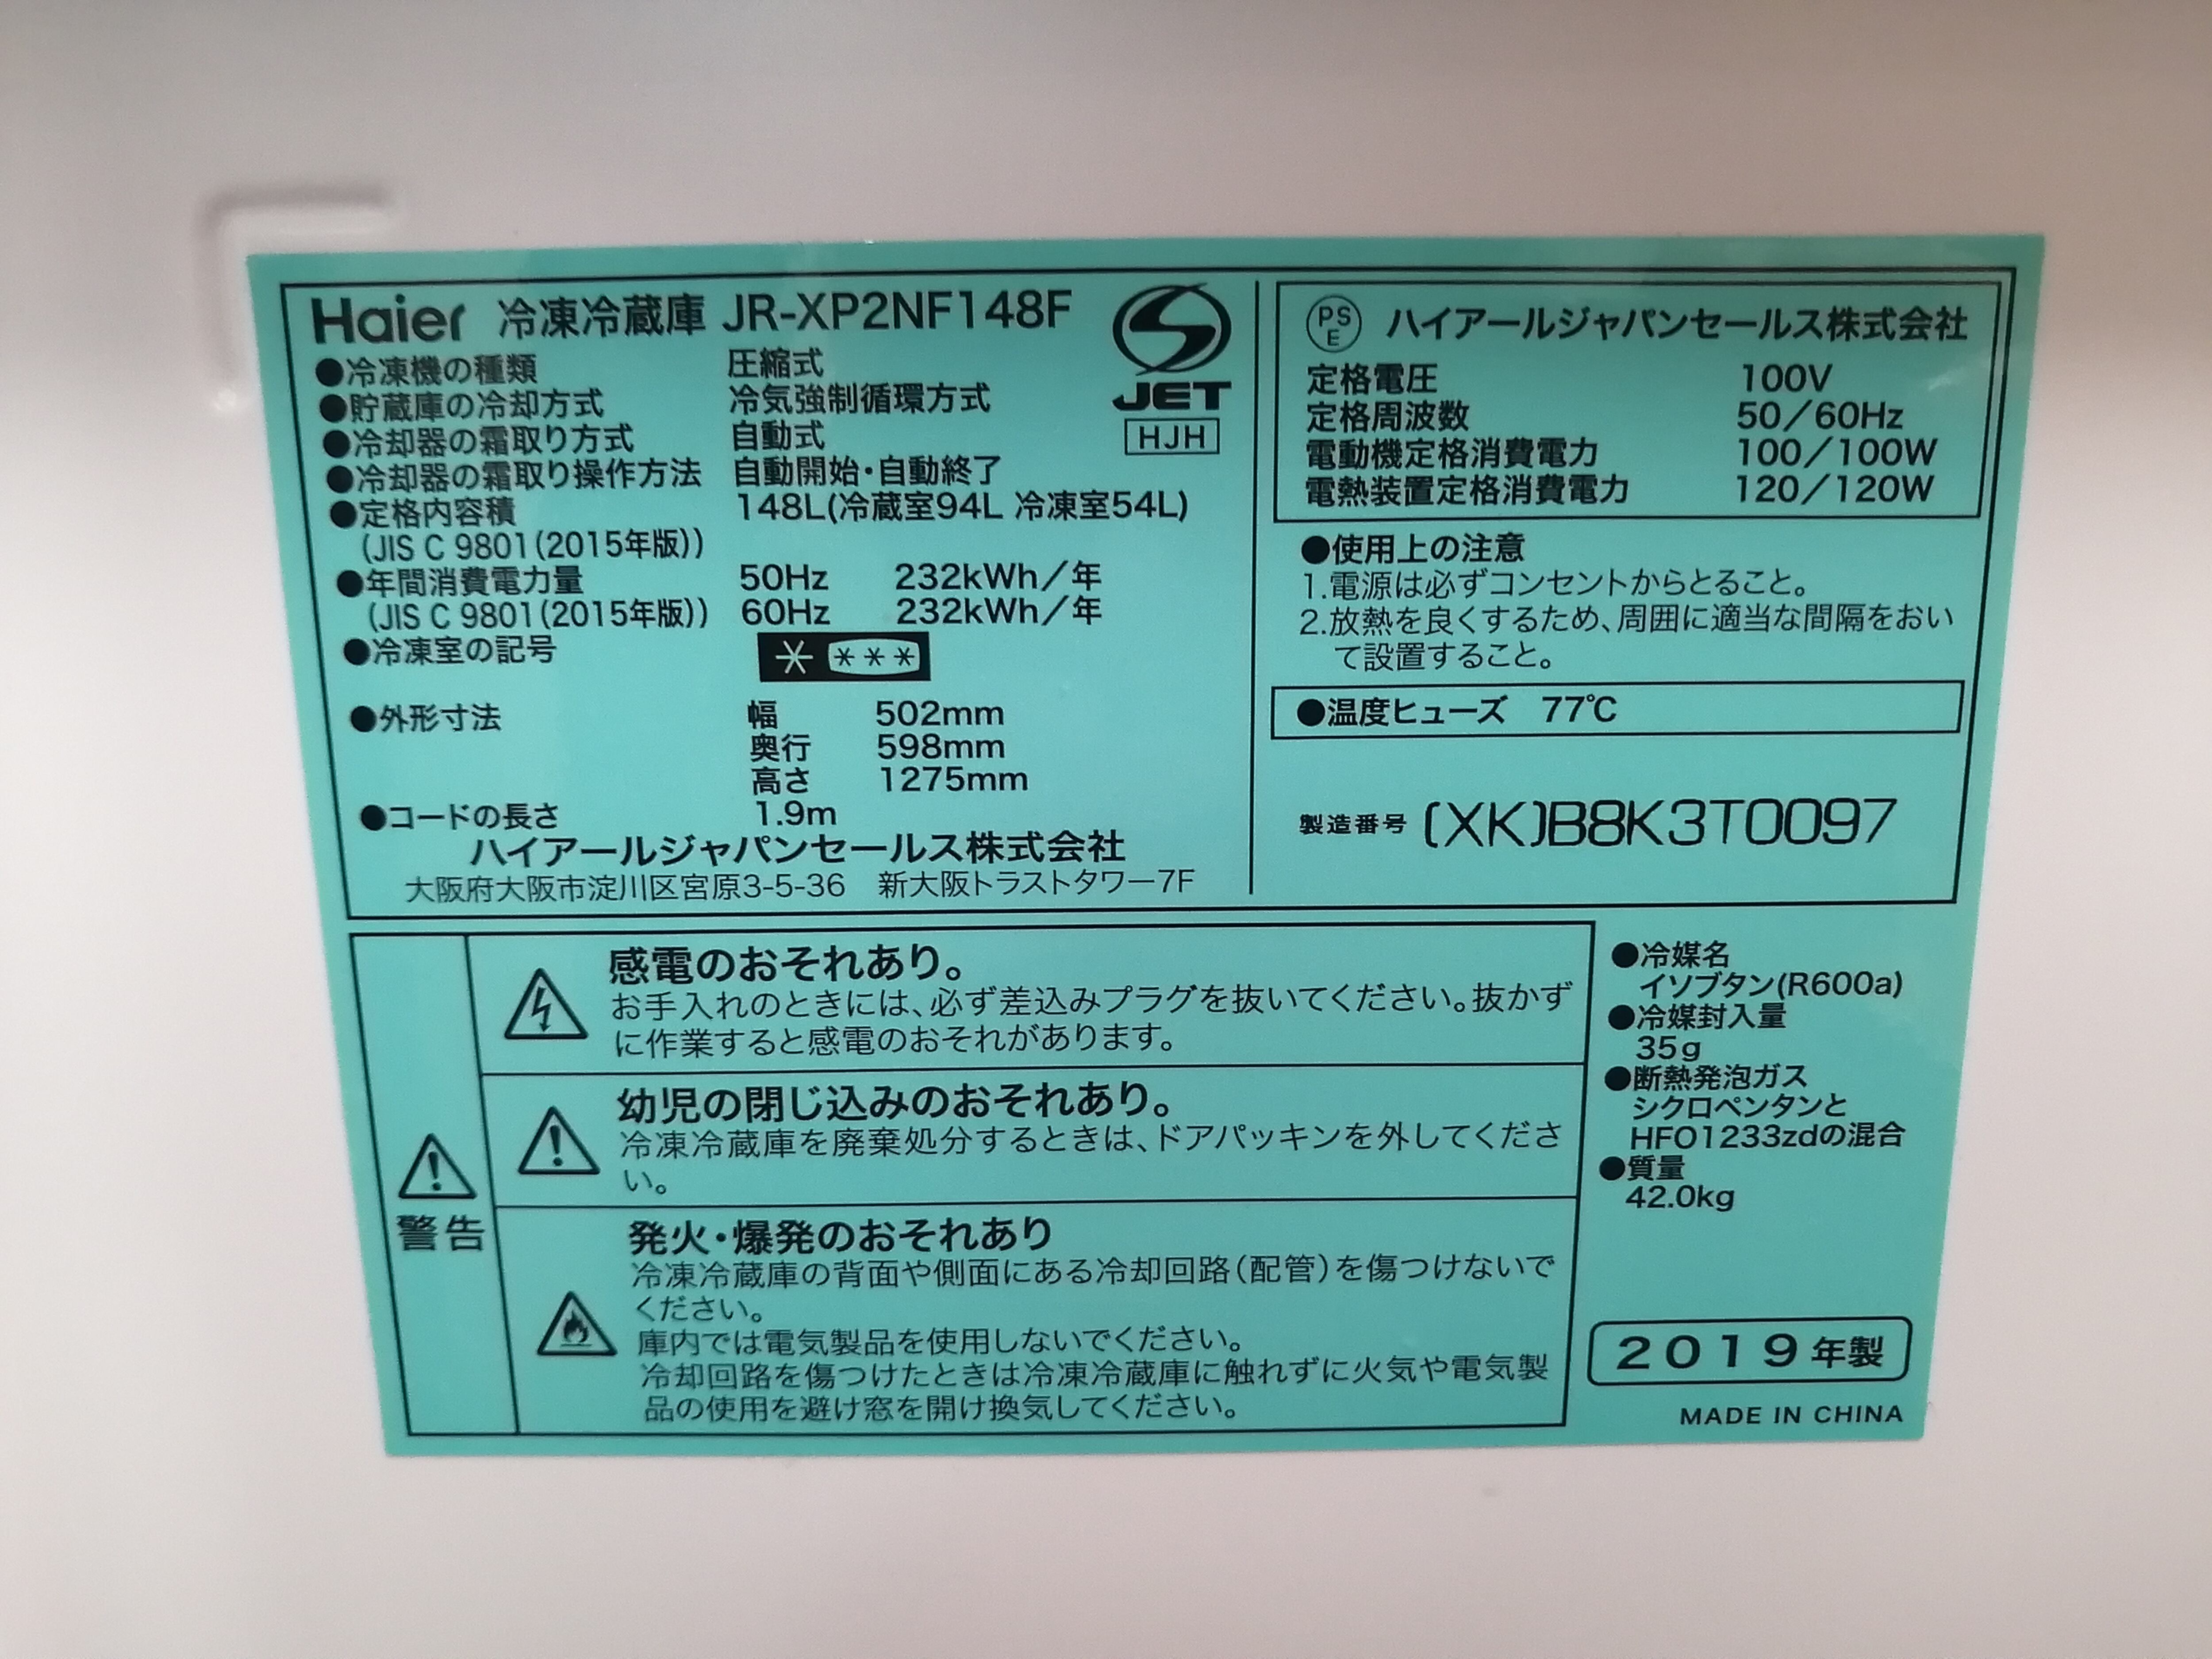 Haier 冷凍冷蔵庫 JR-XP2NF148F
●冷凍機の種類 圧縮式
●貯蔵庫の冷却方式 冷気強制循環方式
●冷却器の霜取り方式 自動式
●冷却器の霜取り操作方法 自動開始・自動終了
●定格内容積 148L(冷蔵室94L 冷凍室54L)
(JIS C 9801(2015年版))
●年間消費電力量 50Hz 232kWh／年
(JIS C 9801(2015年版)) 60Hz 232kWh／年
●冷凍室の記号
●外形寸法 幅 502mm
奥行 598mm
高さ 1275mm
●コードの長さ 1.9m
ハイアールジャパンセールス株式会社
大阪府大阪市淀川区宮原3-5-36 新大阪トラストタワー7F
JET
HJH
PSE ハイアールジャパンセールス株式会社
定格電圧 100V
定格周波数 50／60Hz
電動機定格消費電力 100／100W
電熱装置定格消費電力 120／120W
●使用上の注意
1.電源は必ずコンセントからとること。
2.放熱を良くするため、周囲に適当な間隔をおい
て設置すること。
●温度ヒューズ 77℃
製造番号 (XK)B8K3T0097
警告
感電のおそれあり。
お手入れのときには、必ず差込みプラグを抜いてください。抜かず
に作業すると感電のおそれがあります。
幼児の閉じ込みのおそれあり。
冷凍冷蔵庫を廃棄処分するときは、ドアパッキンを外してくださ
い。
発火・爆発のおそれあり
冷凍冷蔵庫の背面や側面にある冷却回路(配管)を傷つけないで
ください。
庫内では電気製品を使用しないでください。
冷却回路を傷つけたときは冷凍冷蔵庫に触れずに火気や電気製
品の使用を避け窓を開け換気してください。
●冷媒名
イソブタン(R600a)
●冷媒封入量
35g
●断熱発泡ガス
シクロペンタンと
HFO1233zdの混合
●質量
42.0kg
2019年製
MADE IN CHINA